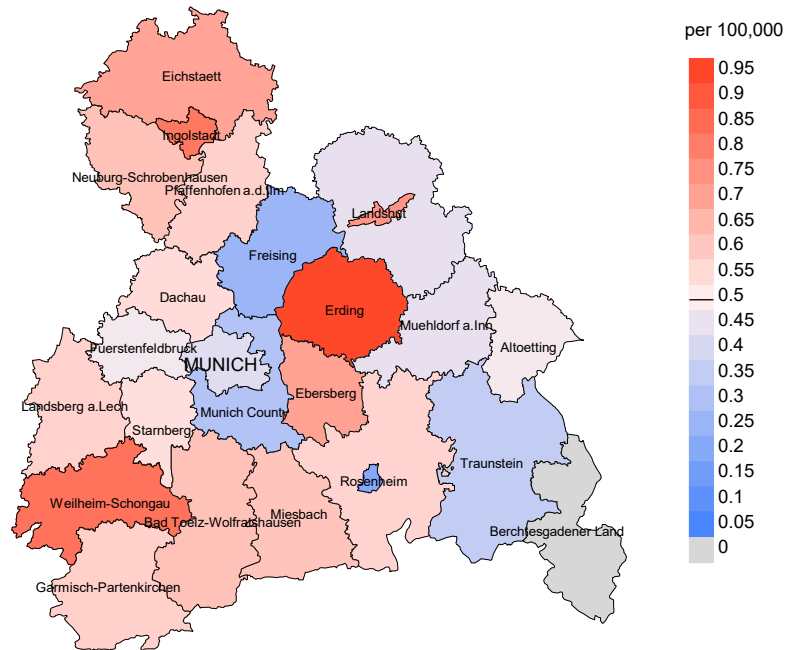 per 100,000
0.95
0.9
0.85
0.8
0.75
0.7
0.65
0.6
0.55
0.5
0.45
0.4
0.35
0.3
0.25
0.2
0.15
0.1
0.05
0
Eichstaett
Ingolstadt
Neuburg-Schrobenhausen
Pfaffenhofen a.d.Ilm
Landshut
Freising
Dachau
Erding
Muehldorf a.Inn
Altoetting
Fuerstenfeldbruck
MUNICH
Ebersberg
Landsberg a.Lech
Munich County
Starnberg
Traunstein
Rosenheim
Weilheim-Schongau
Miesbach
Bad Toelz-Wolfratshausen
Berchtesgadener Land
Garmisch-Partenkirchen